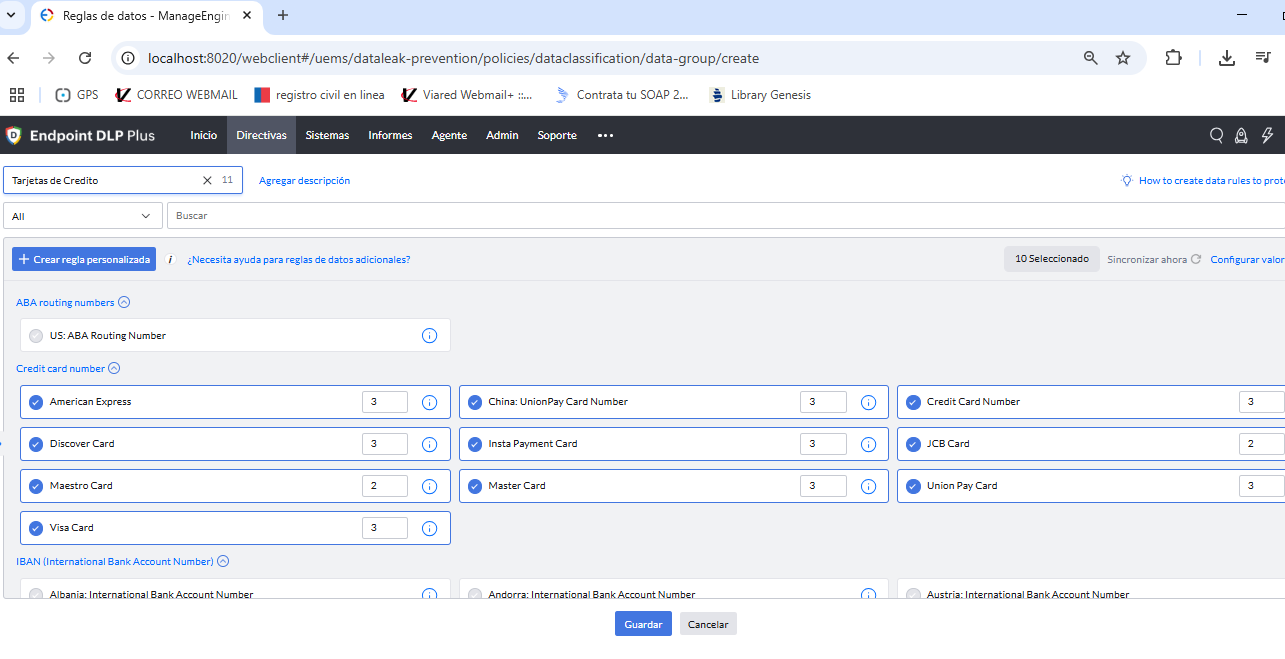 Reglas de datos - ManageEngin
localhost:8020/webclient#/uems/dataleak-prevention/policies/dataclassification/data-group/create
GPS CORREO WEBMAIL registro civil en linea Viared Webmail+ ::... Contrata tu SOAP 2... Library Genesis
Endpoint DLP Plus Inicio Directivas Sistemas Informes Agente Admin Soporte
Tarjetas de Credito 11 Agregar descripción How to create data rules to prote
All Buscar
+ Crear regla personalizada i ¿Necesita ayuda para reglas de datos adicionales? 10 Seleccionado Sincronizar ahora Configurar valor
ABA routing numbers
US: ABA Routing Number
Credit card number
American Express 3 China: UnionPay Card Number 3 Credit Card Number 3
Discover Card 3 Insta Payment Card 3 JCB Card 2
Maestro Card 2 Master Card 3 Union Pay Card 3
Visa Card 3
IBAN (International Bank Account Number)
Albania: International Bank Account Number Andorra: International Bank Account Number Austria: International Bank Account Number
Guardar Cancelar